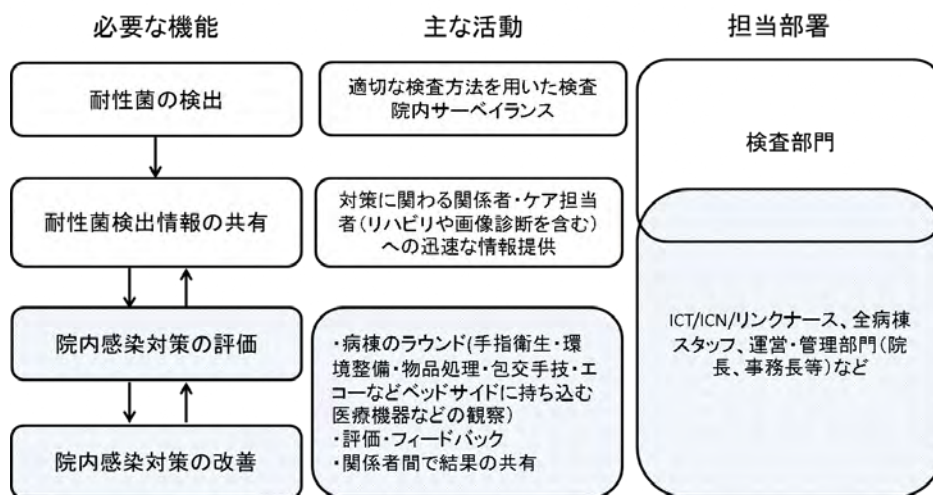 必要な機能
主な活動
担当部署
耐性菌の検出
適切な検査方法を用いた検査
院内サーベイランス
検査部門
耐性菌検出情報の共有
対策に関わる関係者・ケア担当
者(リハビリや画像診断を含む)
への迅速な情報提供
院内感染対策の評価
・病棟のラウンド(手指衛生・環
境整備・物品処理・包交手技・エ
コーなどベッドサイドに持ち込む
医療機器などの観察)
・評価・フィードバック
・関係者間で結果の共有
ICT/ICN/リンクナース、全病棟
スタッフ、運営・管理部門(院
長、事務長等)など
院内感染対策の改善